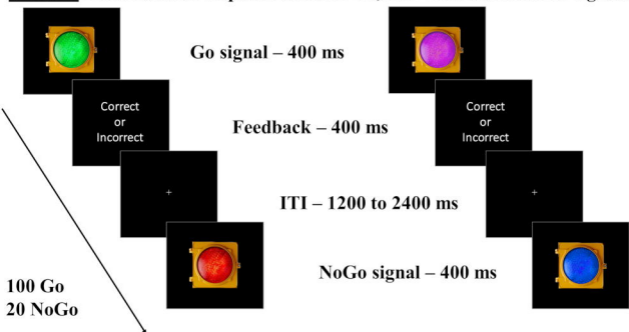 Go signal – 400 ms
Correct
or
Incorrect
Correct
or
Incorrect
Feedback – 400 ms
+
+
ITI – 1200 to 2400 ms
NoGo signal – 400 ms
100 Go
20 NoGo